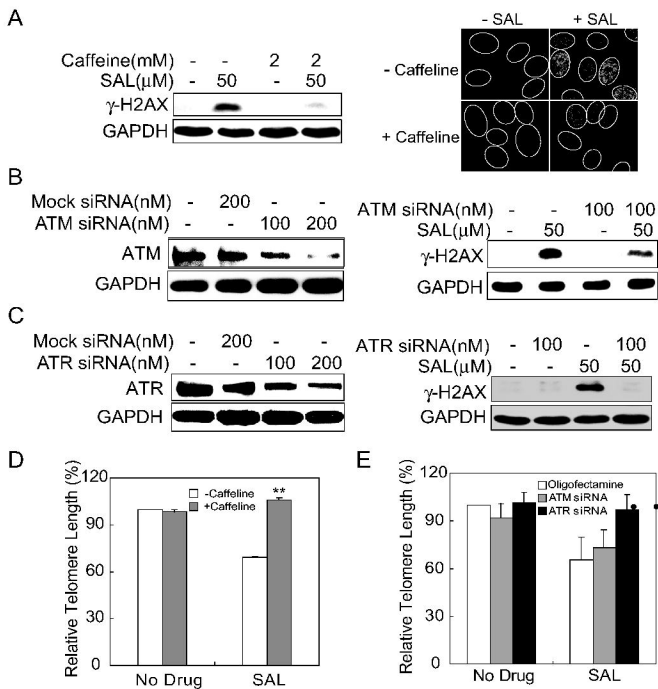 A
Caffeine(mM) - - 2 2
SAL(μM) - 50 - 50
γ-H2AX
GAPDH
- SAL + SAL
- Caffeline
+ Caffeline
B
Mock siRNA(nM) - 200 - -
ATM siRNA(nM) - - 100 200
ATM
GAPDH
ATM siRNA(nM) - - 100 100
SAL(μM) - 50 - 50
γ-H2AX
GAPDH
C
Mock siRNA(nM) - 200 - -
ATR siRNA(nM) - - 100 200
ATR
GAPDH
ATR siRNA(nM) - 100 - 100
SAL(μM) - - 50 50
γ-H2AX
GAPDH
D
Relative Telomere Length (%)
120
90
60
30
0
-Caffeline
+Caffeline
**
No Drug SAL
E
Relative Telomere Length (%)
120
90
60
30
0
Oligofectamine
ATM siRNA
ATR siRNA
No Drug SAL